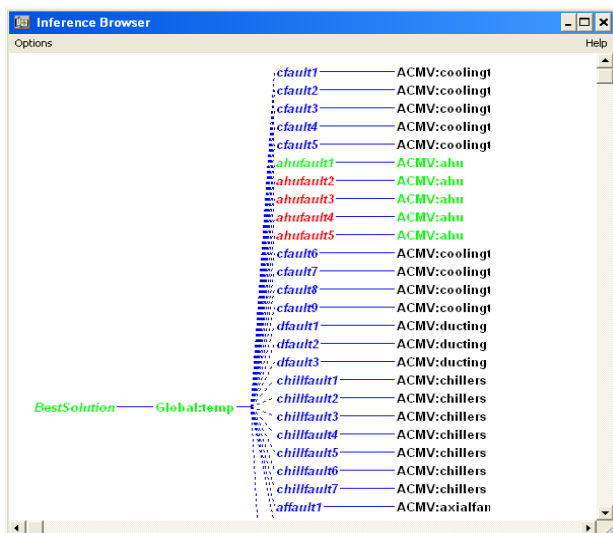 Inference Browser
Options Help
cfault1 ACMV:coolingt
cfault2 ACMV:coolingt
cfault3 ACMV:coolingt
cfault4 ACMV:coolingt
cfault5 ACMV:coolingt
ahufault1 ACMV:ahu
ahufault2 ACMV:ahu
ahufault3 ACMV:ahu
ahufault4 ACMV:ahu
ahufault5 ACMV:ahu
cfault6 ACMV:coolingt
cfault7 ACMV:coolingt
cfault8 ACMV:coolingt
cfault9 ACMV:coolingt
dfault1 ACMV:ducting
dfault2 ACMV:ducting
dfault3 ACMV:ducting
chillfault1 ACMV:chillers
chillfault2 ACMV:chillers
BestSolution Global:temp
chillfault3 ACMV:chillers
chillfault4 ACMV:chillers
chillfault5 ACMV:chillers
chillfault6 ACMV:chillers
chillfault7 ACMV:chillers
affault1 ACMV:axialfan